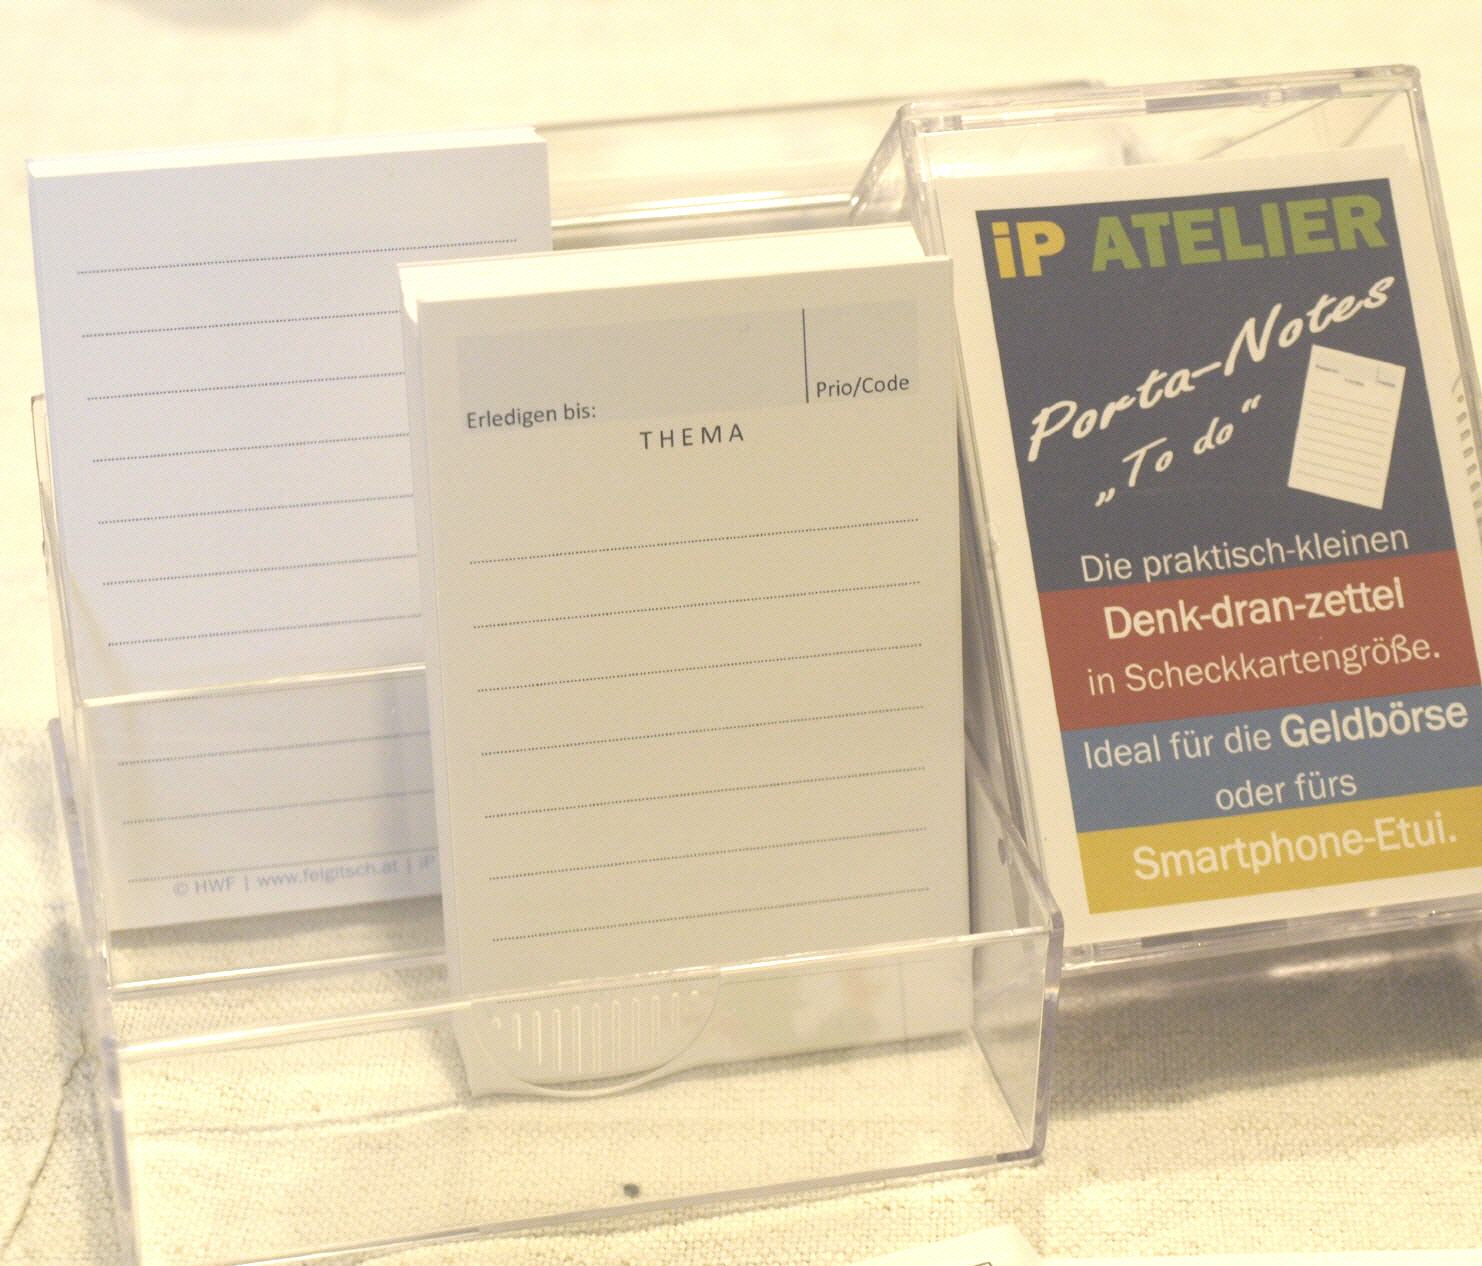 © HWF | www.felgitsch.at | iP
Erledigen bis:
Prio/Code
THEMA
iP ATELIER
Porta-Notes
„To do“
Die praktisch-kleinen
Denk-dran-zettel
in Scheckkartengröße.
Ideal für die Geldbörse
oder fürs
Smartphone-Etui.